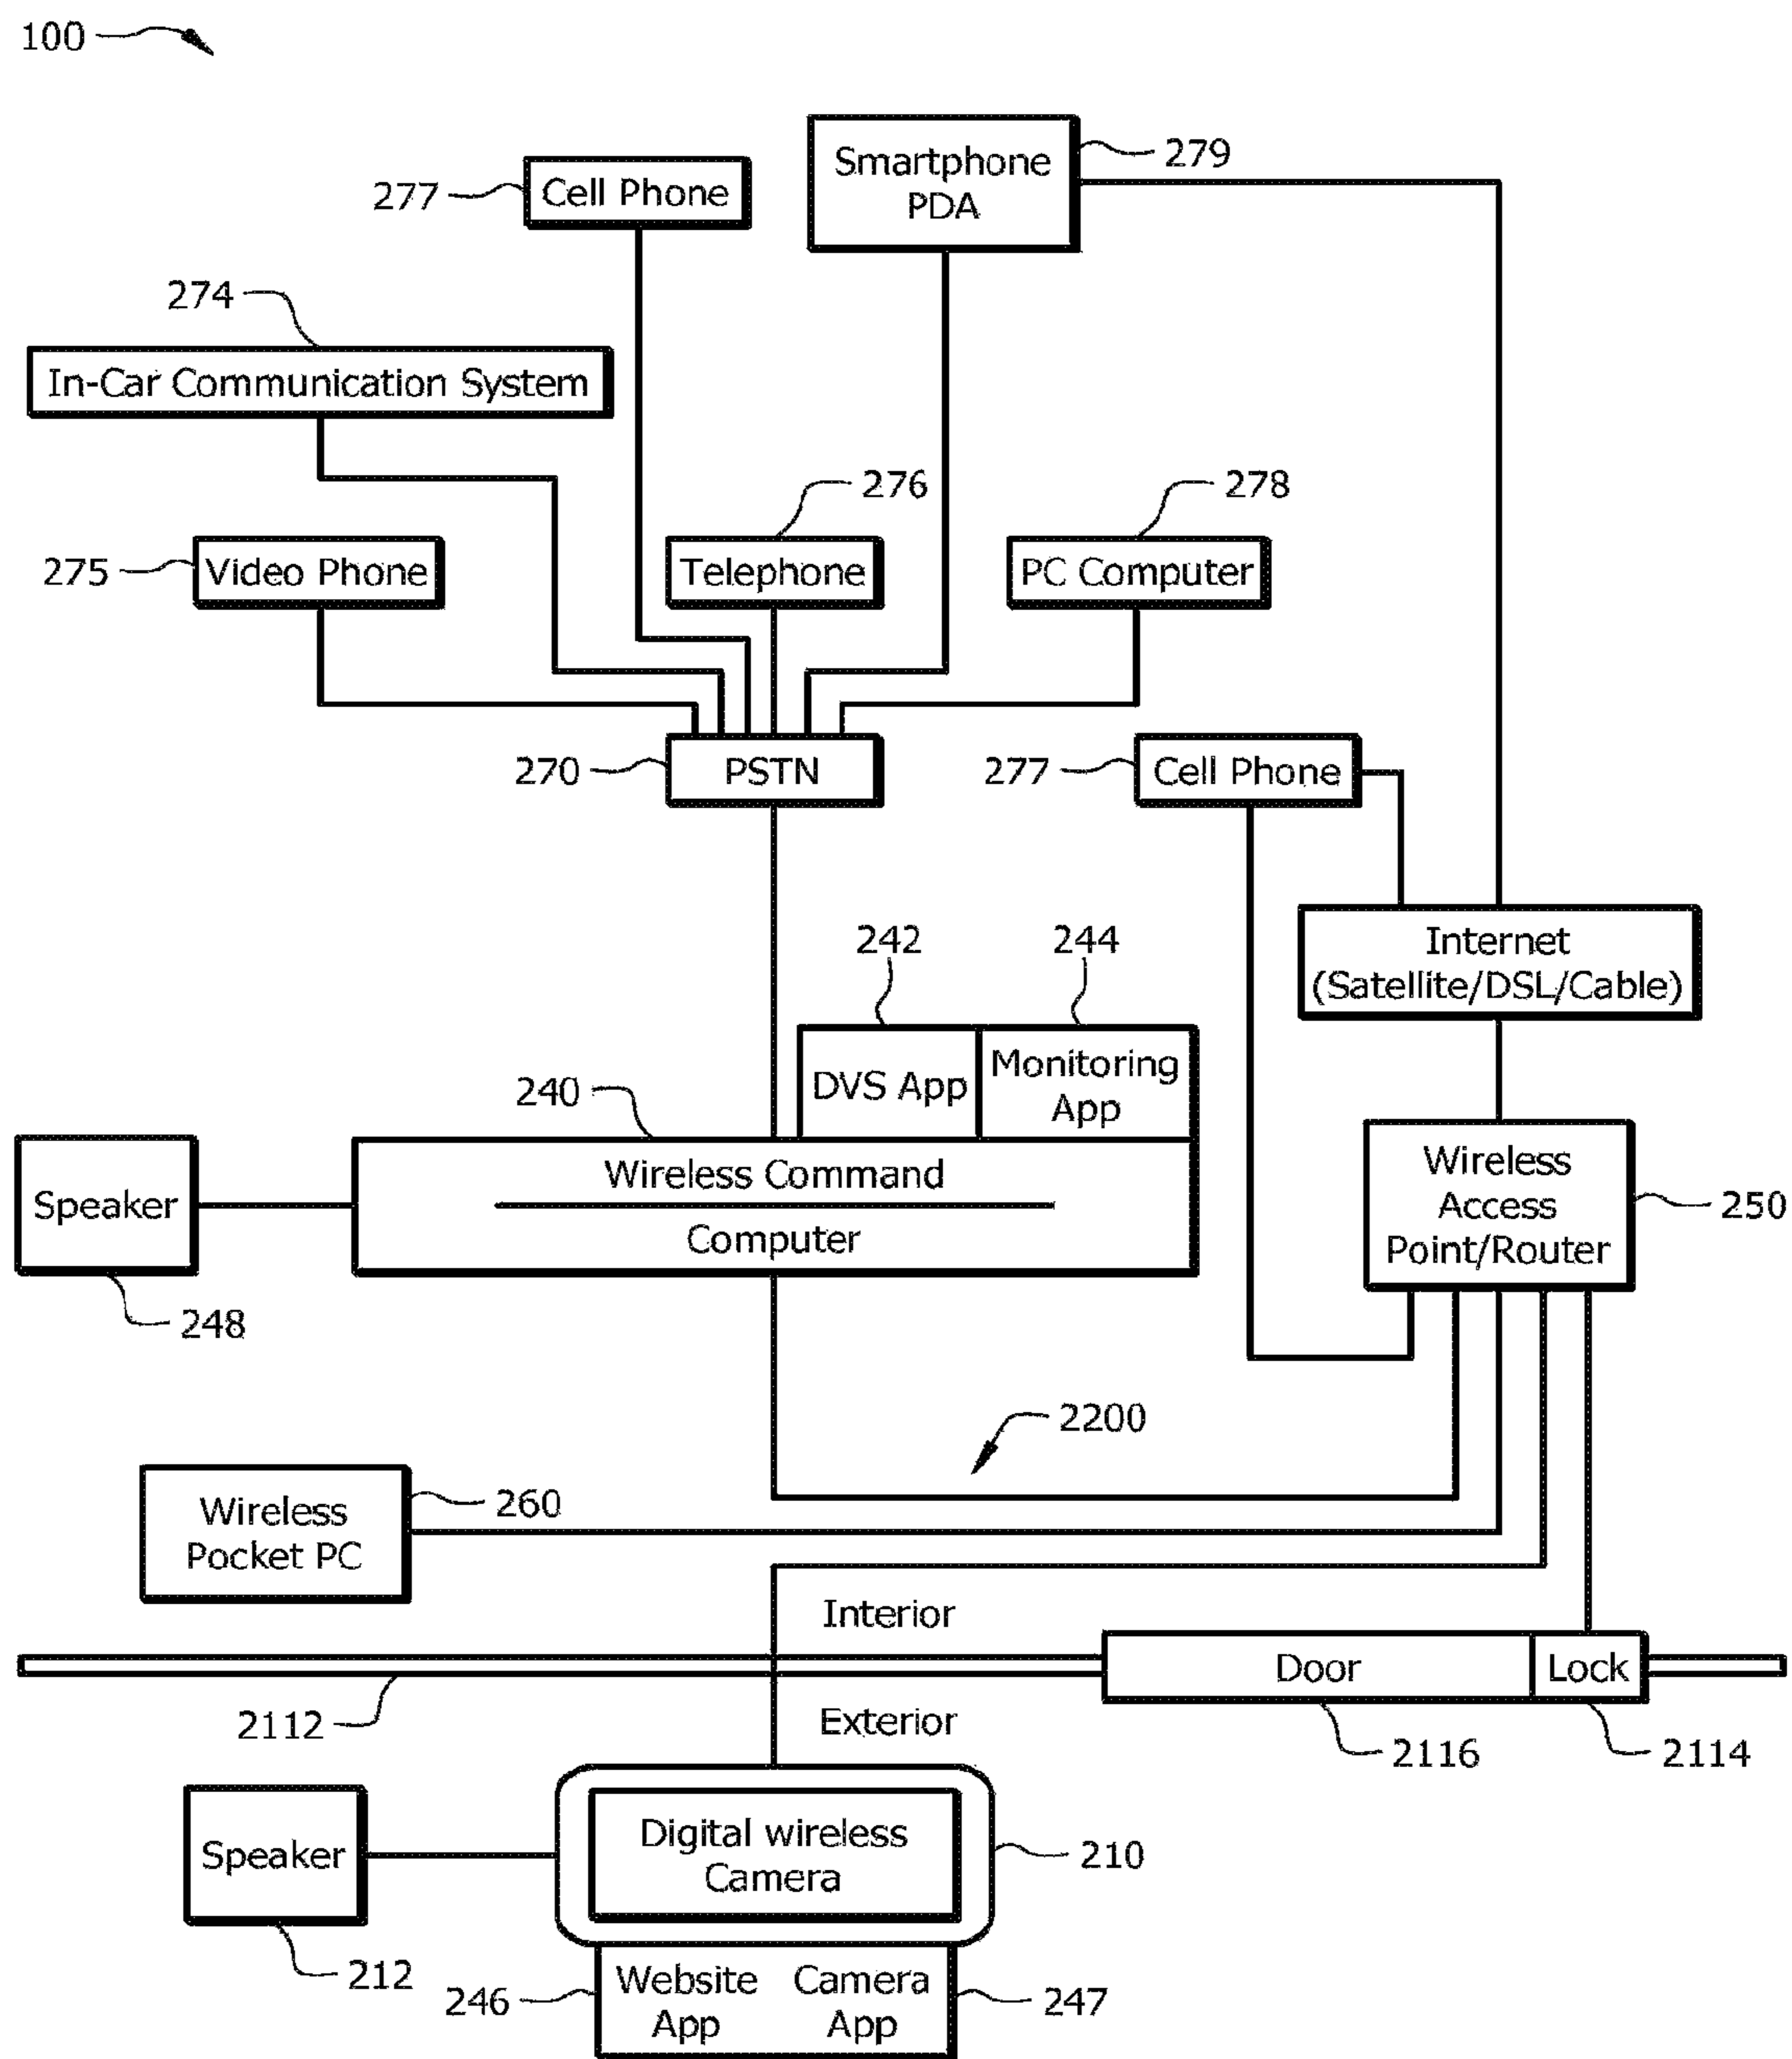 100
Smartphone
PDA
279
277
Cell Phone
274
In-Car Communication System
276
278
275
Video Phone
Telephone
PC Computer
270
PSTN
277
Cell Phone
242
244
Internet
(Satellite/DSL/Cable)
DVS App
Monitoring
App
240
Wireless Command
Computer
Speaker
248
Wireless
Access
Point/Router
250
2200
Wireless
Pocket PC
260
Interior
Door
Lock
2112
Exterior
2116
2114
Speaker
212
Digital wireless
Camera
210
246
Website
App
Camera
App
247